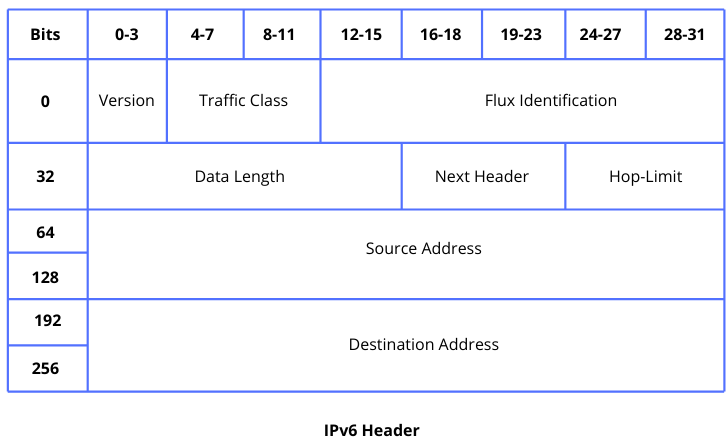 Bits 0-3 4-7 8-11 12-15 16-18 19-23 24-27 28-31
0 Version Traffic Class Flux Identification
32 Data Length Next Header Hop-Limit
64
Source Address
128
192
Destination Address
256
IPv6 Header